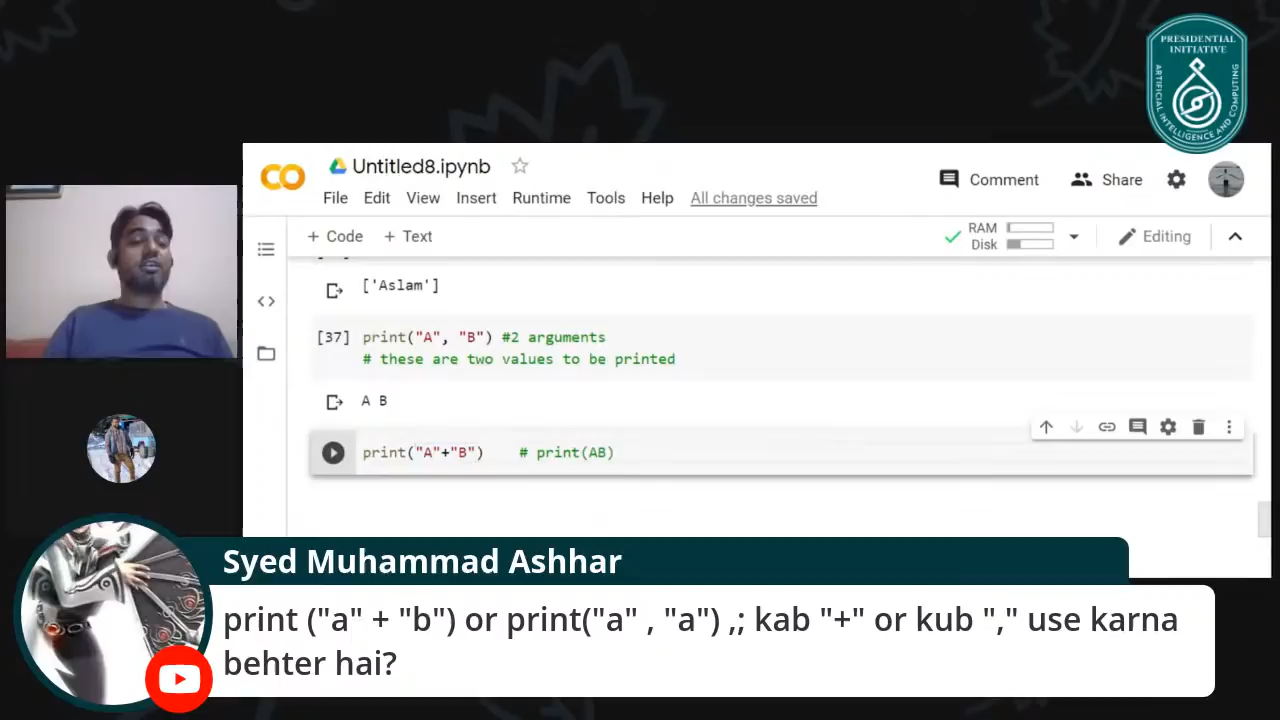 PRESIDENTIAL
INITIATIVE
ARTIFICIAL INTELLIGENCE AND COMPUTING
CO
Untitled8.ipynb
Comment
Share
File Edit View Insert Runtime Tools Help All changes saved
+ Code + Text
RAM
Disk
Editing
['Aslam']
[37] print("A", "B") #2 arguments
# these are two values to be printed
A B
print("A"+"B") # print(AB)
Syed Muhammad Ashhar
print ("a" + "b") or print("a" , "a") ,; kab "+" or kub "," use karna
behter hai?